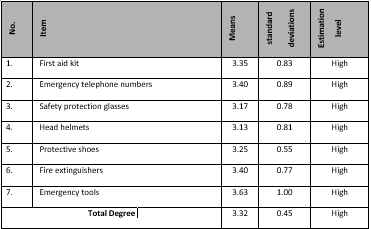 No. Item Means standard deviations Estimation level
1. First aid kit 3.35 0.83 High
2. Emergency telephone numbers 3.40 0.89 High
3. Safety protection glasses 3.17 0.78 High
4. Head helmets 3.13 0.81 High
5. Protective shoes 3.25 0.55 High
6. Fire extinguishers 3.40 0.77 High
7. Emergency tools 3.63 1.00 High
Total Degree 3.32 0.45 High